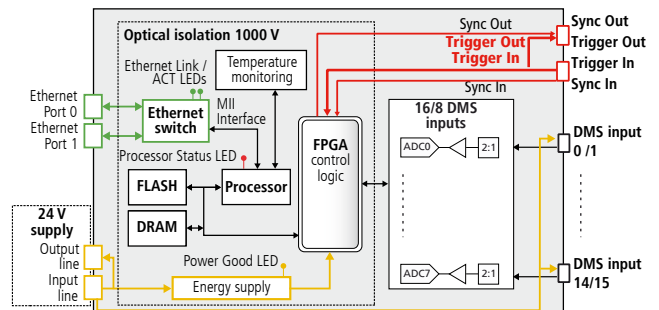 Optical isolation 1000 V
Sync Out
Sync Out
Trigger Out
Trigger Out
Trigger In
Trigger In
Sync In
Sync In
Ethernet Link /
ACT LEDs
Temperature
monitoring
Ethernet
Port 0
Ethernet
Port 1
Ethernet
switch
MII
Interface
16/8 DMS
inputs
FPGA
control
logic
ADC0
2:1
DMS input
0 /1
Processor Status LED
FLASH
Processor
DRAM
24 V
supply
Output
line
Input
line
Power Good LED
Energy supply
ADC7
2:1
DMS input
14/15